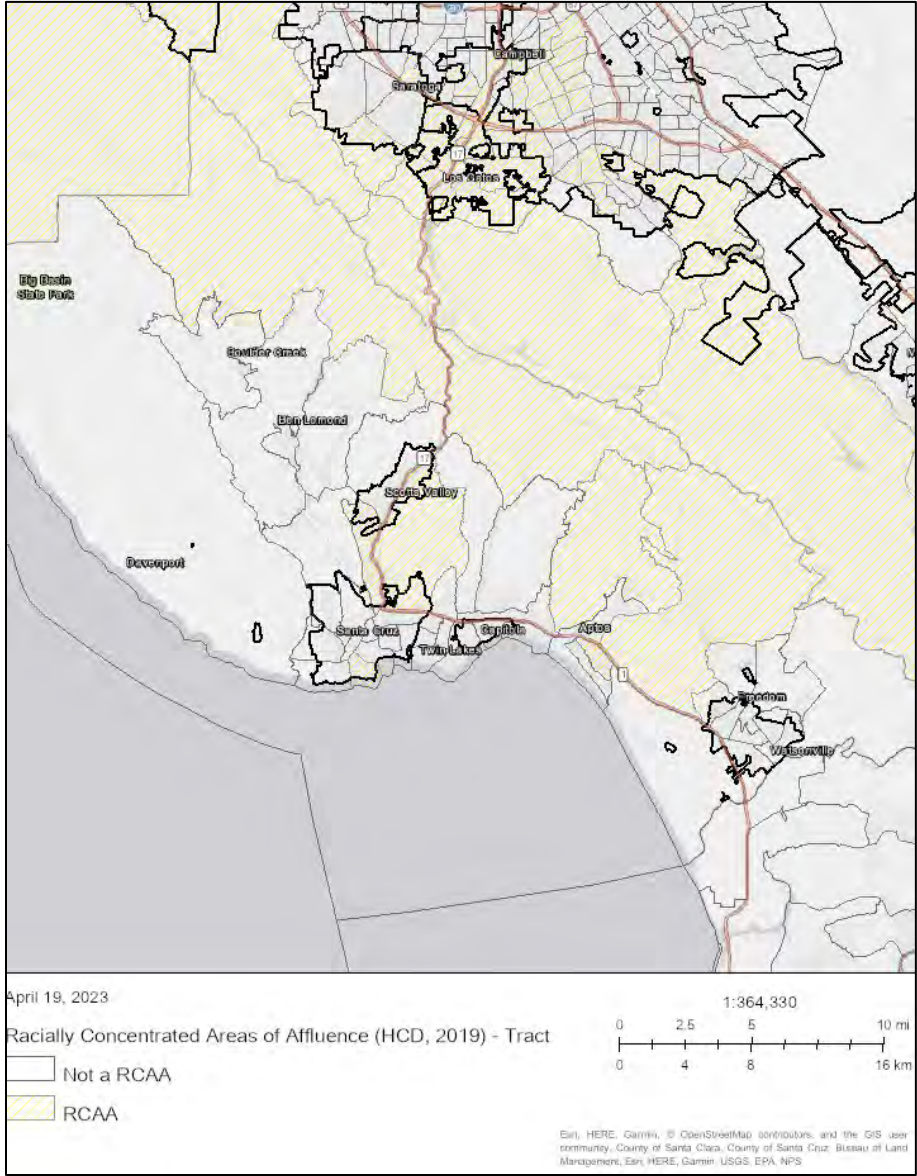 Campbell
Saratoga
17
Los Gatos
Big Basin
State Park
Boulder Creek
Ben Lomond
17
Scotts Valley
Davenport
Santa Cruz
Capitola
Aptos
Twin Lakes
1
Freedom
Watsonville
April 19, 2023
1:364,330
0 2.5 5 10 mi
0 4 8 16 km
Racially Concentrated Areas of Affluence (HCD, 2019) - Tract
Not a RCAA
RCAA
Esri, HERE, Garmin, © OpenStreetMap contributors, and the GIS user
community, County of Santa Clara, County of Santa Cruz, Bureau of Land
Management, Esri, HERE, Garmin, USGS, EPA, NPS